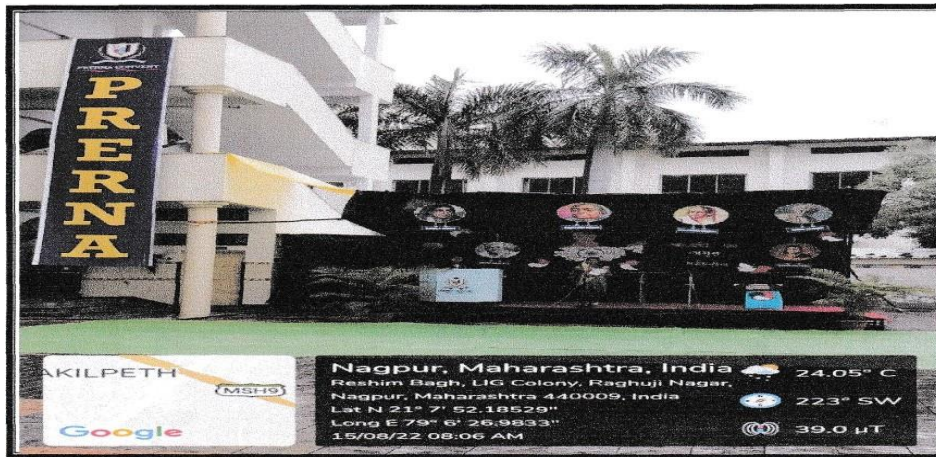 PRERNA CONVENT
PRERNA
AKILPETH
MSH9
Google
Nagpur, Maharashtra, India
Reshim Bagh, LIG Colony, Raghuji Nagar,
Nagpur, Maharashtra 440009, India
Lat N 21° 7' 52.18529"
Long E 79° 6' 26.9833"
15/08/22 08:06 AM
24.05° C
223° SW
39.0 µT